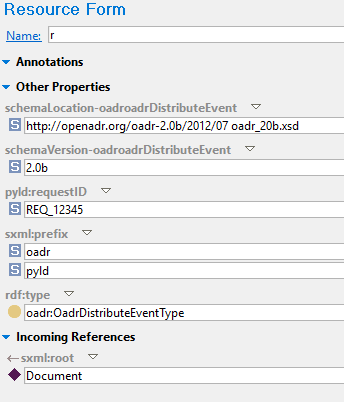 Resource Form
Name: r
Annotations
Other Properties
schemaLocation-oadroadrDistributeEvent
http://openadr.org/oadr-2.0b/2012/07 oadr_20b.xsd
schemaVersion-oadroadrDistributeEvent
2.0b
pyld:requestID
REQ_12345
sxml:prefix
oadr
pyld
rdf:type
oadr:OadrDistributeEventType
Incoming References
←sxml:root
Document